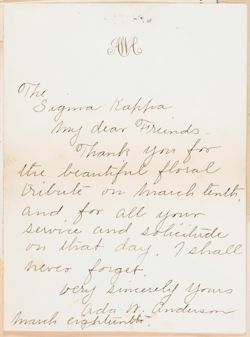 The
Sigma Kappa
My dear Freinds -
Thank you for
the beautiful floral
tribute on march tenth,
and for all your
service and solicitude
on that day. I shall
never forget.
Very sincerely yours
Ada W. Anderson
March eighteenth.